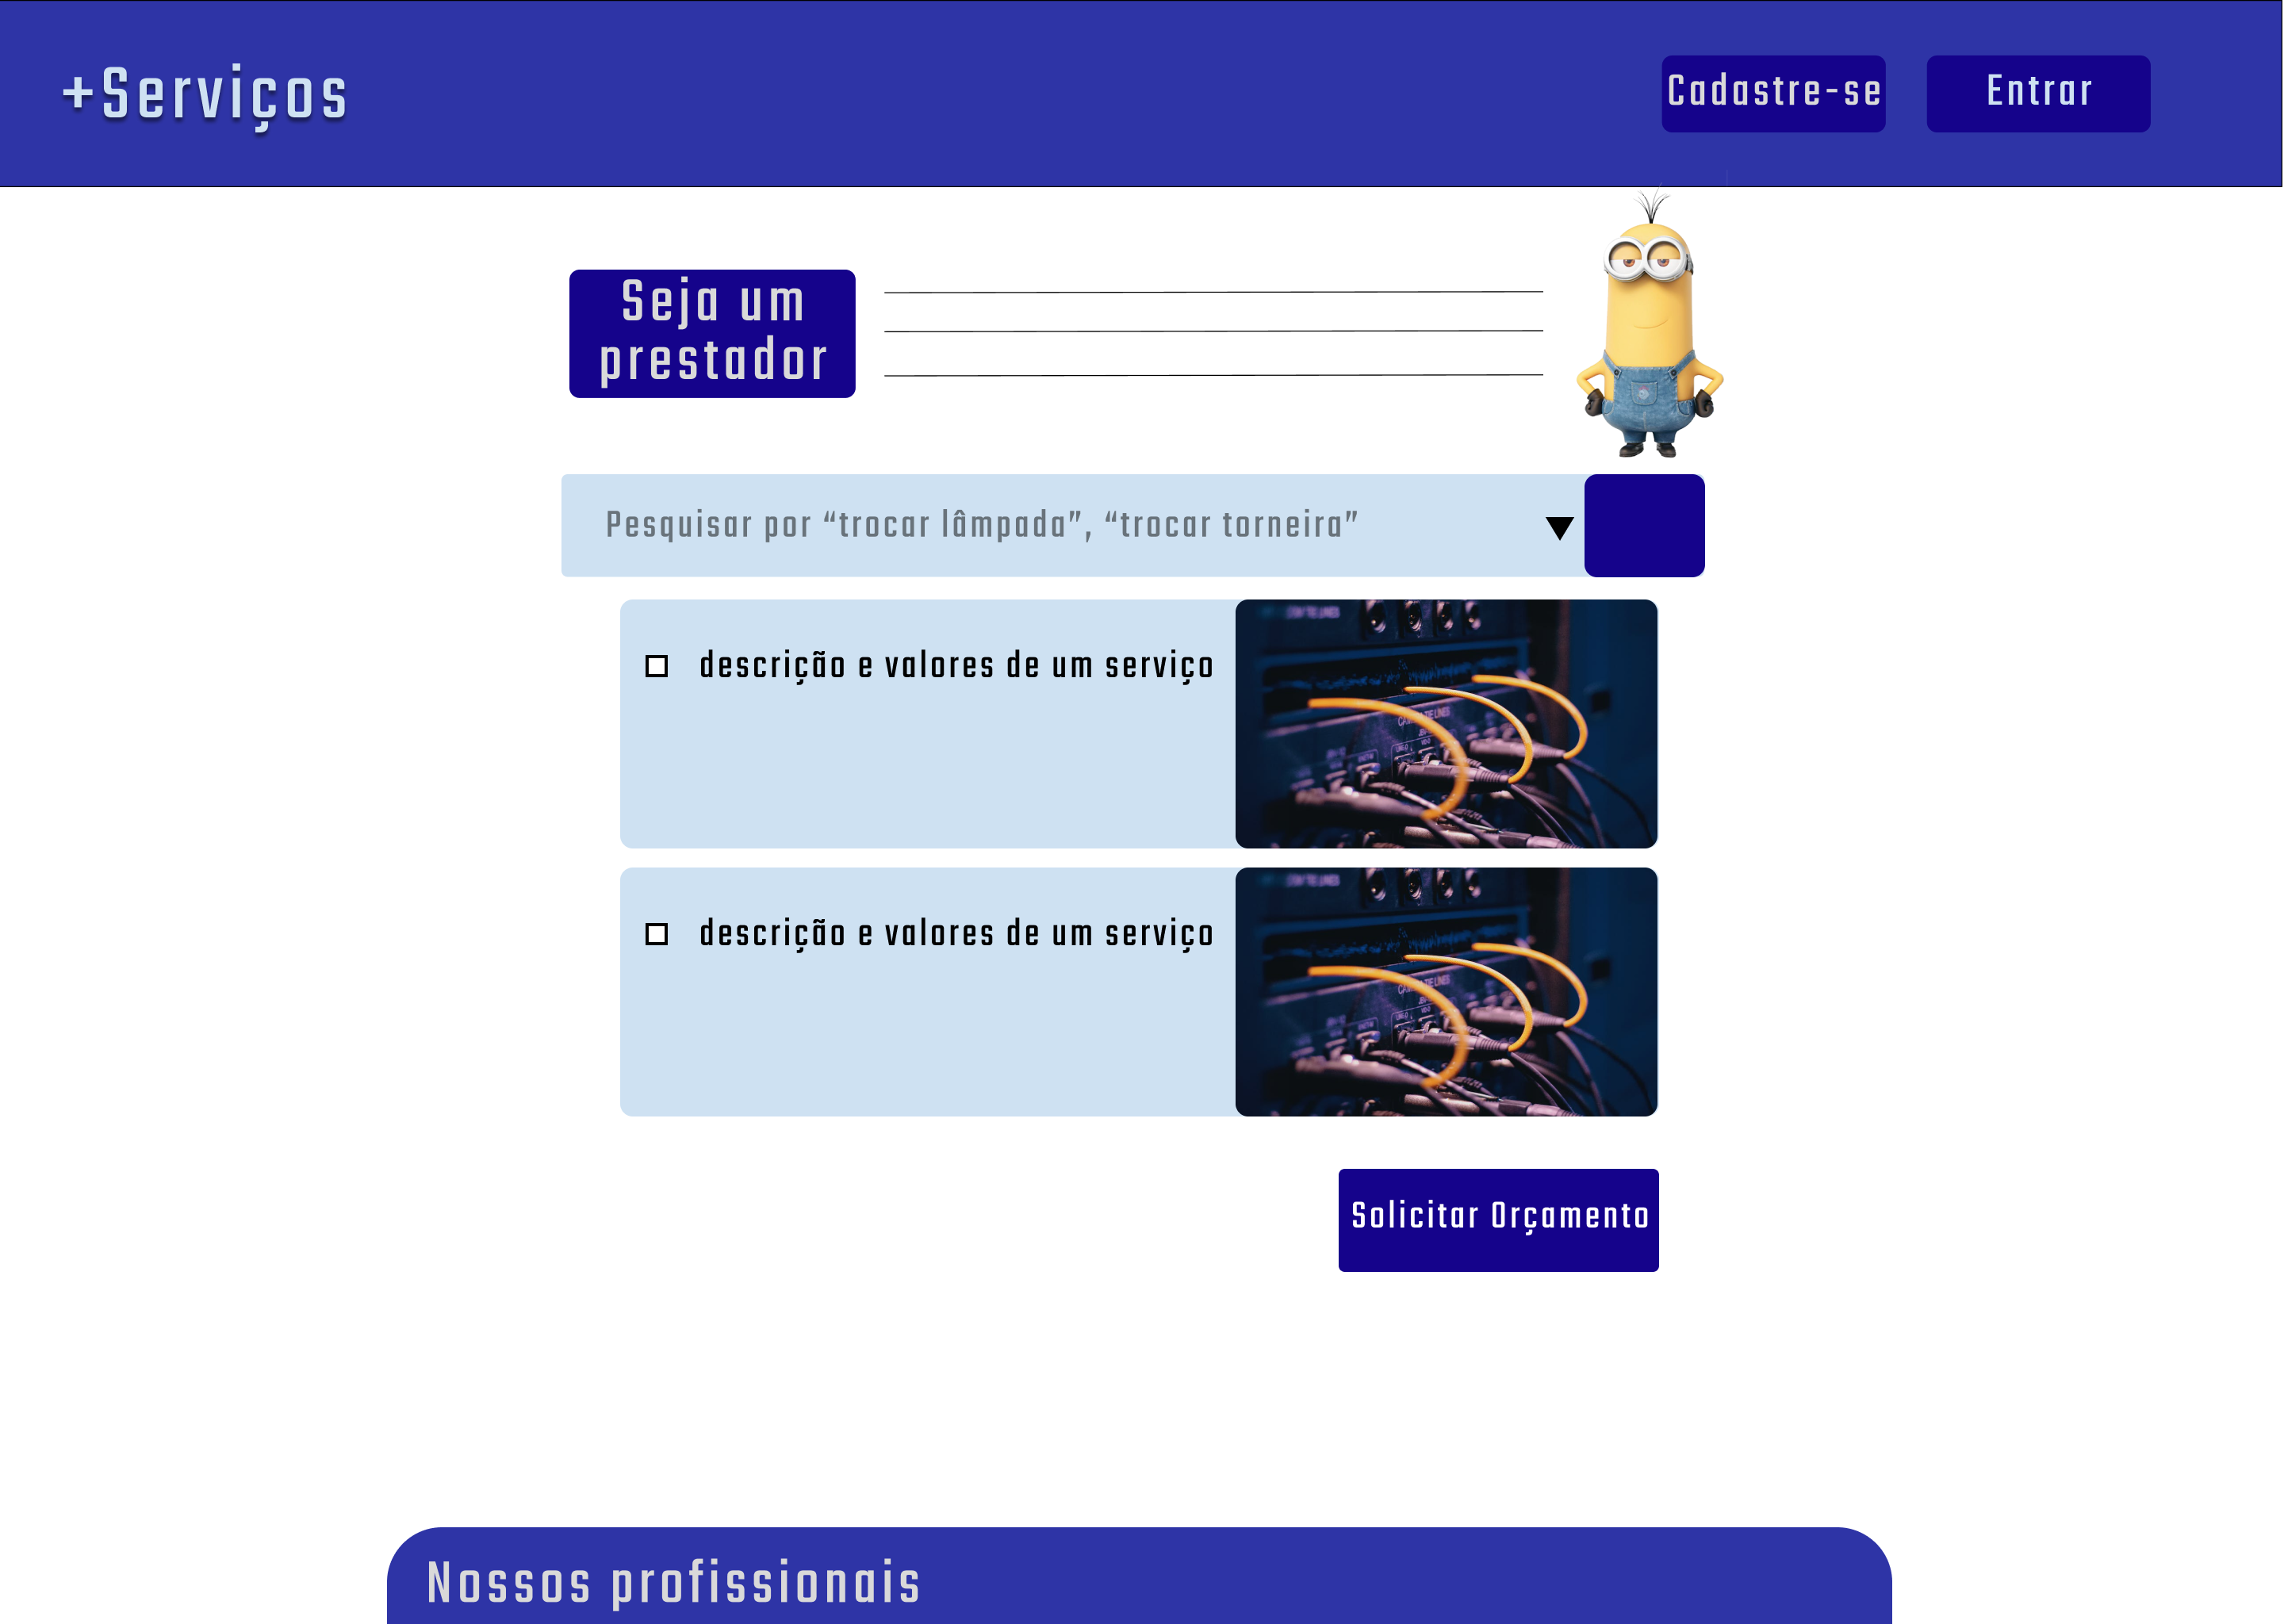 +Serviços
Cadastre-se
Entrar
Seja um
prestador
Pesquisar por “trocar lâmpada”, “trocar torneira”
descrição e valores de um serviço
descrição e valores de um serviço
Solicitar Orçamento
Nossos profissionais